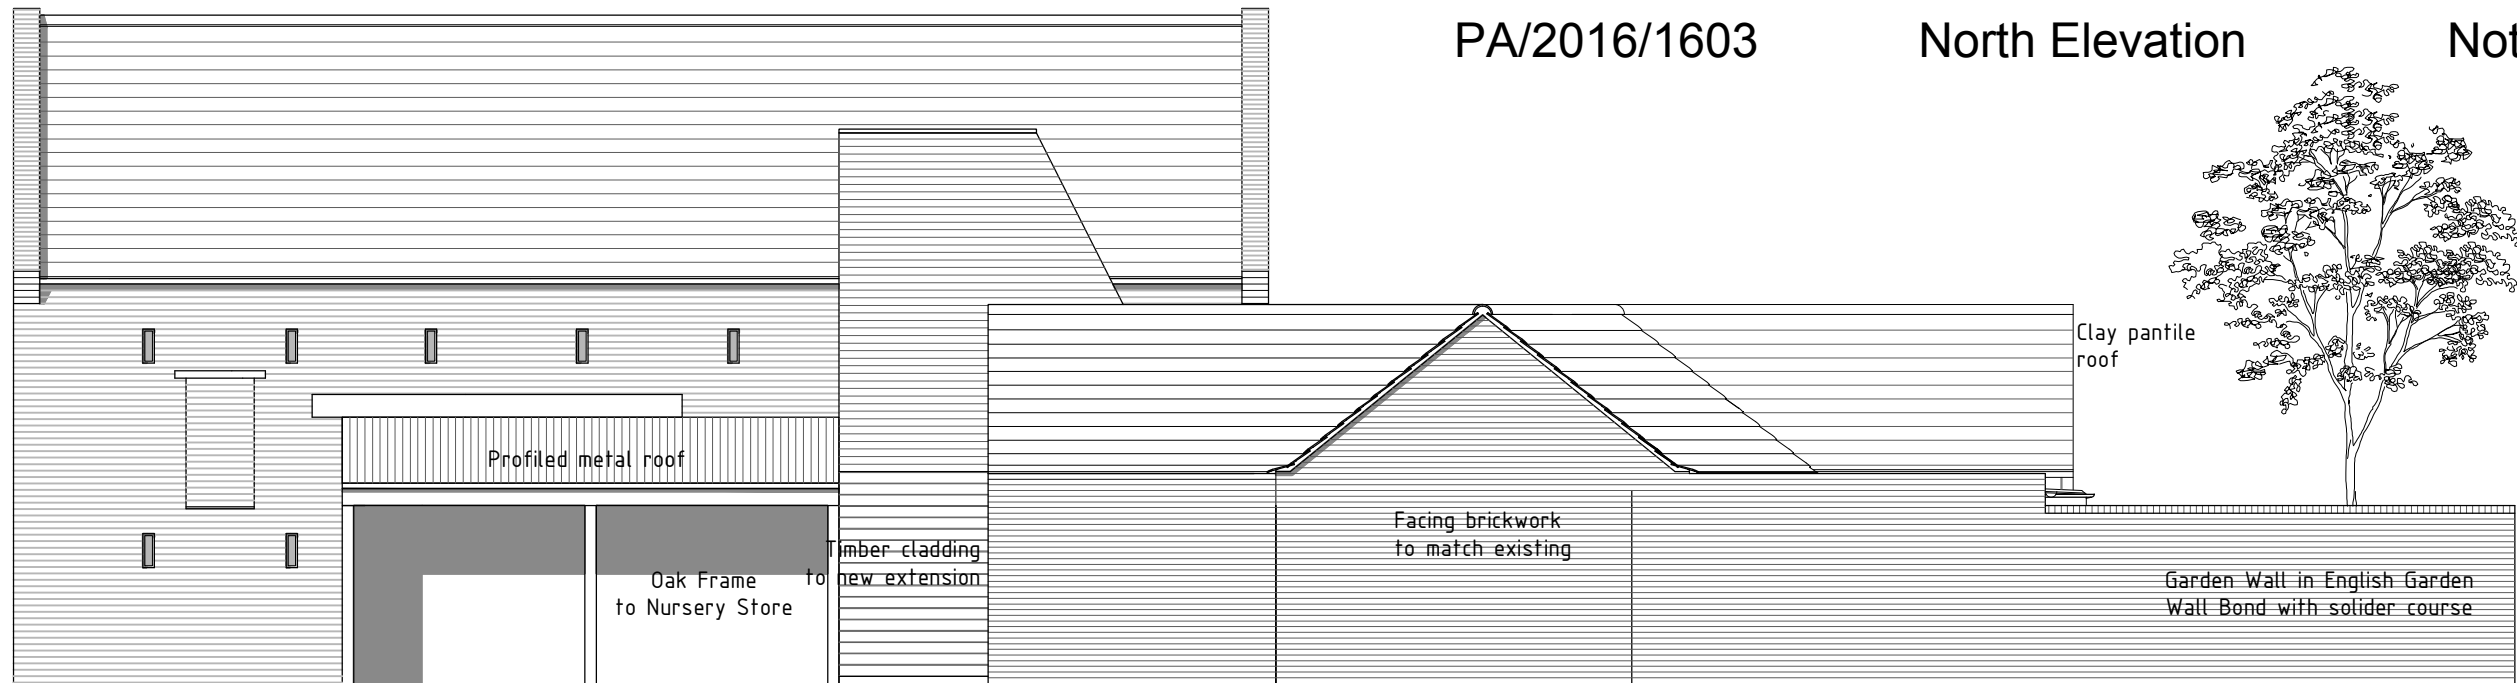 PA/2016/1603 North Elevation Not
Clay pantile
roof
Profiled metal roof
Facing brickwork
to match existing
Timber cladding
to new extension
Oak Frame
to Nursery Store
Garden Wall in English Garden
Wall Bond with solider course